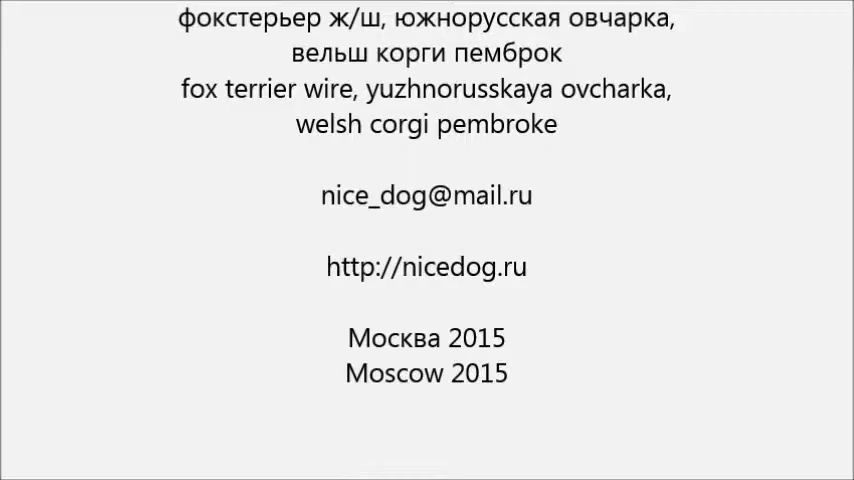 фокстерьер ж/ш, южнорусская овчарка,
вельш корги пемброк
fox terrier wire, yuzhnorusskaya ovcharka,
welsh corgi pembroke
nice_dog@mail.ru
http://nicedog.ru
Москва 2015
Moscow 2015